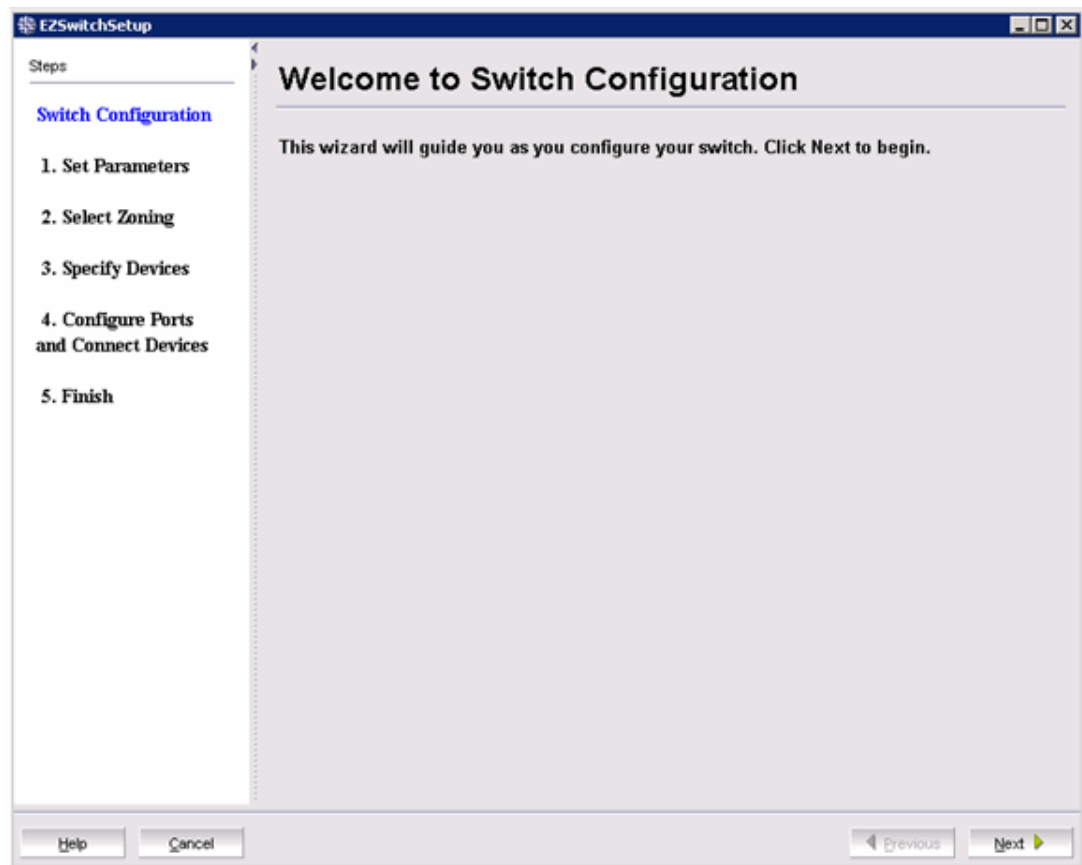 EZSwitchSetup
Steps
Switch Configuration
1. Set Parameters
2. Select Zoning
3. Specify Devices
4. Configure Ports
and Connect Devices
5. Finish
Welcome to Switch Configuration
This wizard will guide you as you configure your switch. Click Next to begin.
Help
Cancel
Previous
Next